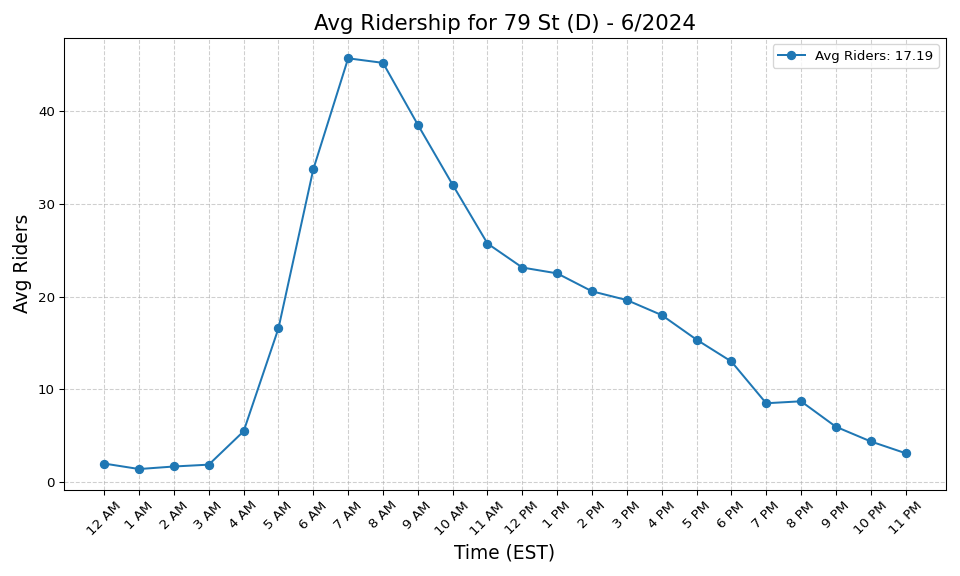 Avg Ridership for 79 St (D) - 6/2024
Avg Riders: 17.19
Avg Riders
40
30
20
10
0
12 AM 1 AM 2 AM 3 AM 4 AM 5 AM 6 AM 7 AM 8 AM 9 AM 10 AM 11 AM 12 PM 1 PM 2 PM 3 PM 4 PM 5 PM 6 PM 7 PM 8 PM 9 PM 10 PM 11 PM
Time (EST)